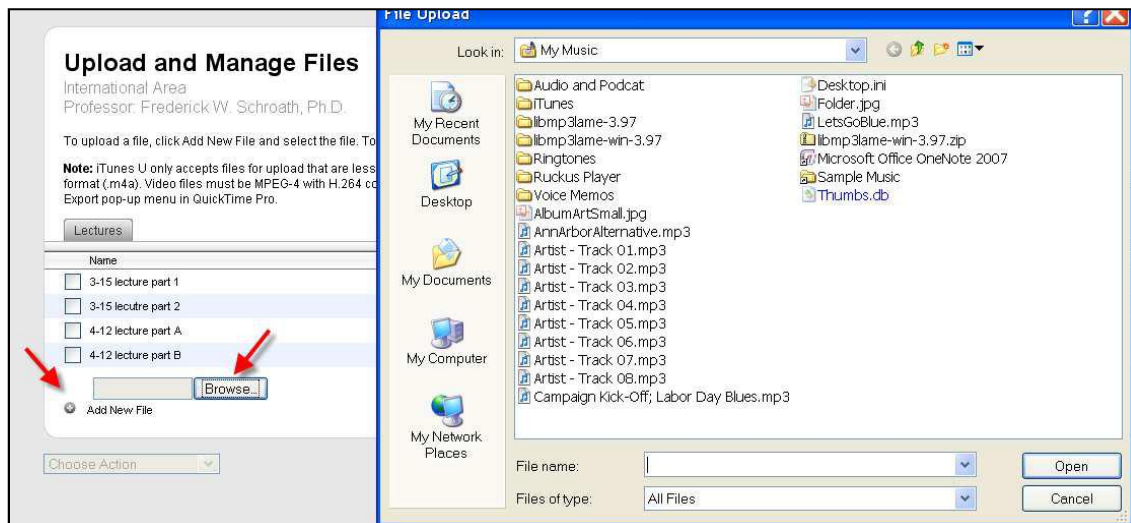 Upload and Manage Files
International Area
Professor: Frederick W. Schroath, Ph.D.
To upload a file, click Add New File and select the file. To
Note: iTunes U only accepts files for upload that are less
format (.m4a). Video files must be MPEG-4 with H.264 co
Export pop-up menu in QuickTime Pro.
Lectures
Name
3-15 lecture part 1
3-15 lecutre part 2
4-12 lecture part A
4-12 lecture part B
Browse...
Add New File
Choose Action
File Upload
Look in:
My Music
My Recent
Documents
Desktop
My Documents
My Computer
My Network
Places
Audio and Podcat
iTunes
libmp3lame-3.97
libmp3lame-win-3.97
Ringtones
Ruckus Player
Voice Memos
AlbumArtSmall.jpg
AnnArborAlternative.mp3
Artist - Track 01.mp3
Artist - Track 02.mp3
Artist - Track 03.mp3
Artist - Track 04.mp3
Artist - Track 05.mp3
Artist - Track 06.mp3
Artist - Track 07.mp3
Artist - Track 08.mp3
Campaign Kick-Off; Labor Day Blues.mp3
Desktop.ini
Folder.jpg
LetsGoBlue.mp3
libmp3lame-win-3.97.zip
Microsoft Office OneNote 2007
Sample Music
Thumbs.db
File name:
Open
Files of type:
All Files
Cancel